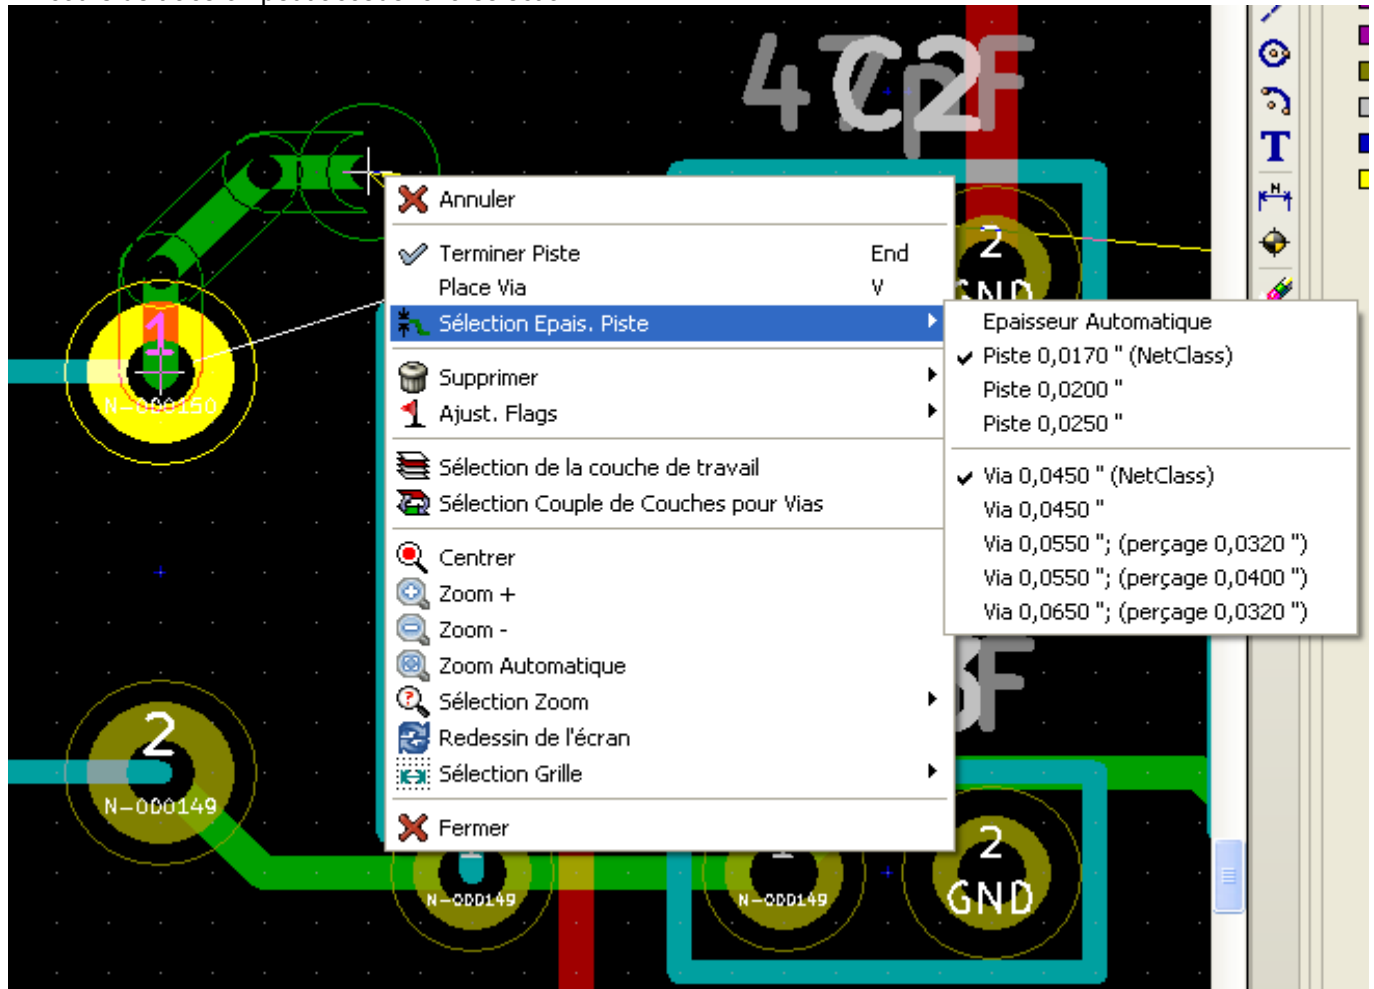 47pF
C2
Annuler
Terminer Piste End
Place Via V
Sélection Epais. Piste
Supprimer
Ajust. Flags
Sélection de la couche de travail
Sélection Couple de Couches pour Vias
Centrer
Zoom +
Zoom -
Zoom Automatique
Sélection Zoom
Redessin de l'écran
Sélection Grille
Fermer
Epaisseur Automatique
Piste 0,0170 " (NetClass)
Piste 0,0200 "
Piste 0,0250 "
Via 0,0450 " (NetClass)
Via 0,0450 "
Via 0,0550 "; (perçage 0,0320 ")
Via 0,0550 "; (perçage 0,0400 ")
Via 0,0650 "; (perçage 0,0320 ")
T
N
2
GND
1
2
N-000149
N-000149
N-000149
2
GND